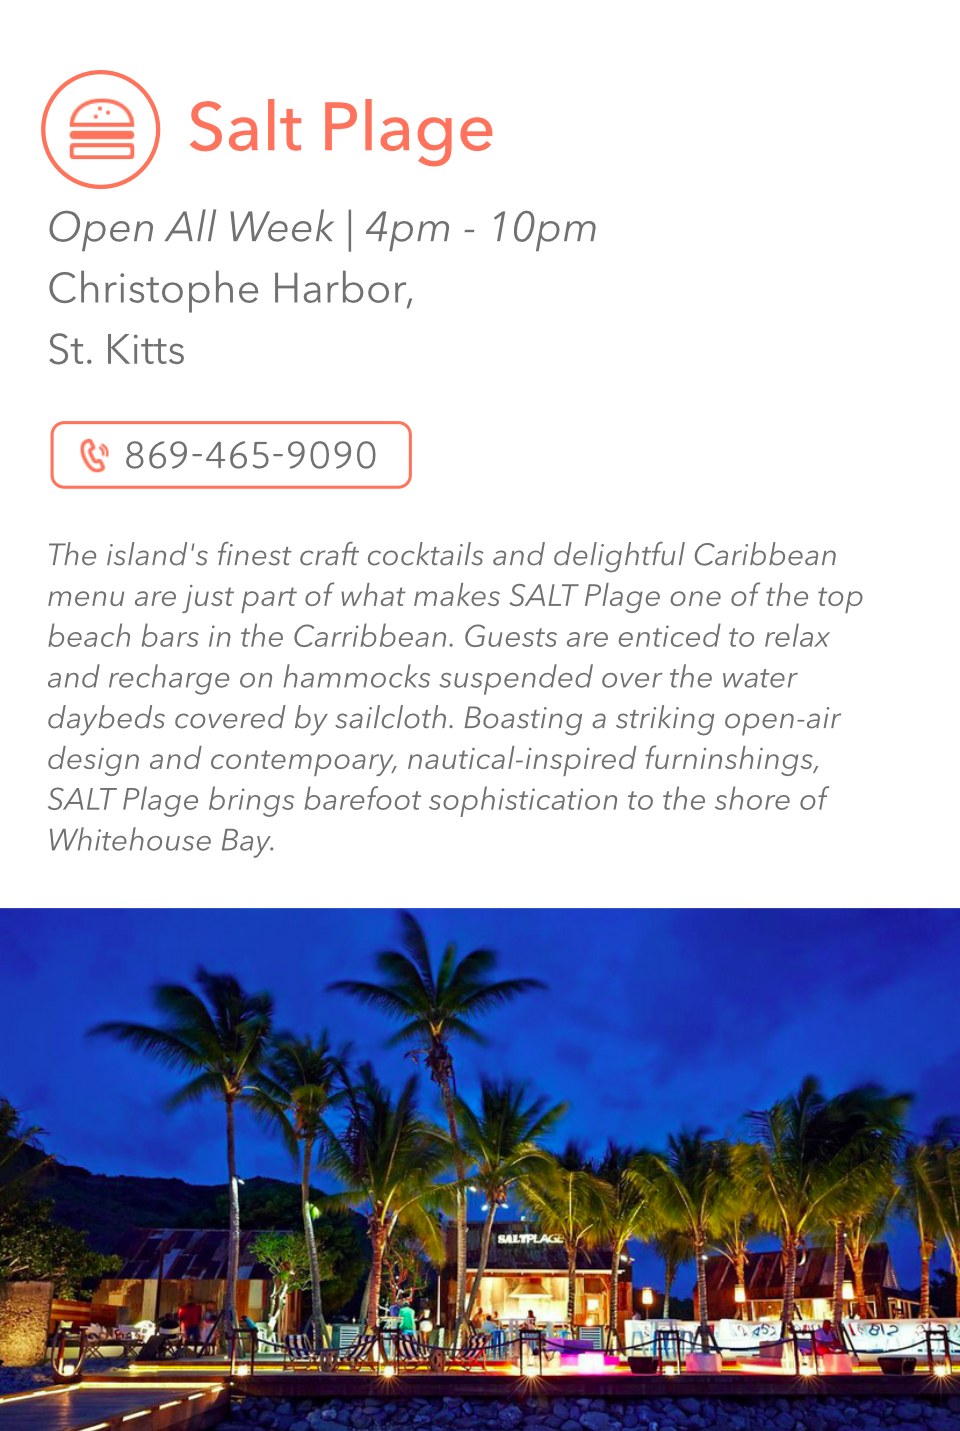 Salt Plage
Open All Week | 4pm - 10pm
Christophe Harbor,
St. Kitts
869-465-9090
The island's finest craft cocktails and delightful Caribbean
menu are just part of what makes SALT Plage one of the top
beach bars in the Carribbean. Guests are enticed to relax
and recharge on hammocks suspended over the water
daybeds covered by sailcloth. Boasting a striking open-air
design and contempoary, nautical-inspired furninshings,
SALT Plage brings barefoot sophistication to the shore of
Whitehouse Bay.
SALTPLAGE